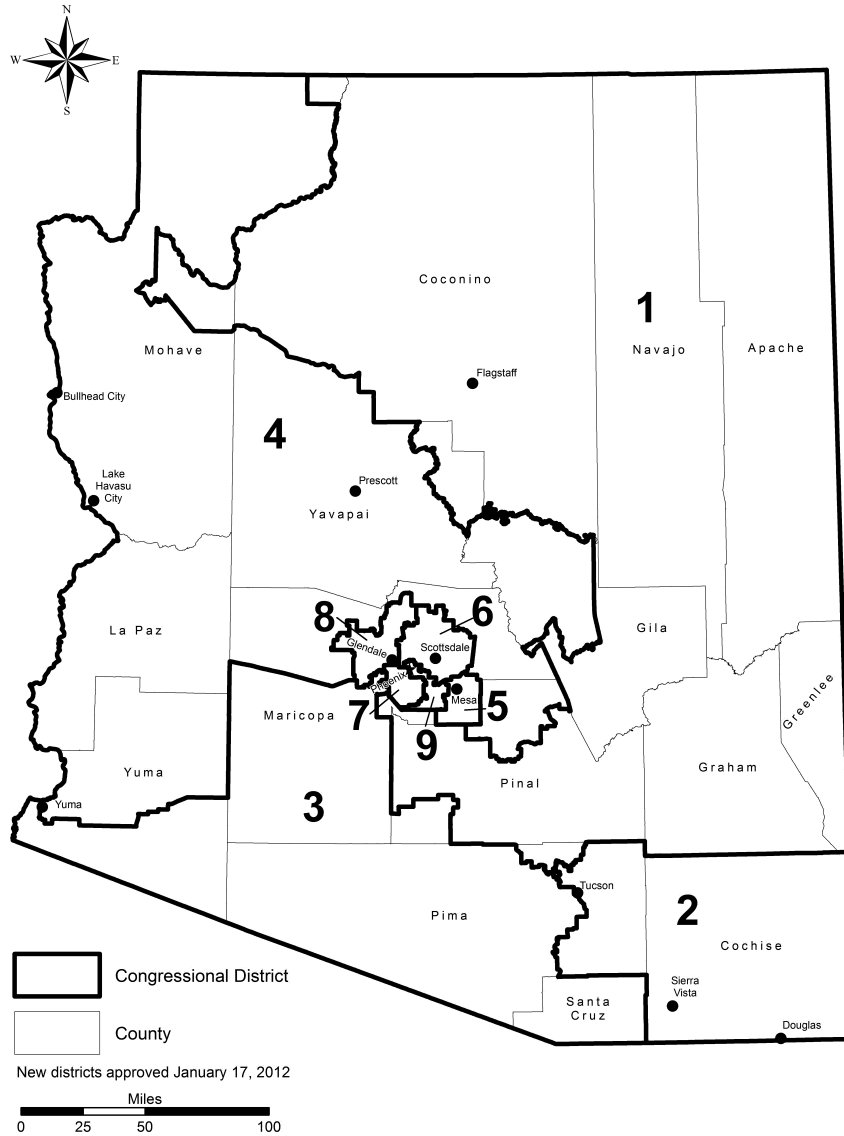 N
W E
S
Coconino
1
Mohave
Navajo
Apache
Flagstaff
Bullhead City
4
Lake
Havasu
City
Prescott
Yavapai
8
6
La Paz
Gila
Glendale
Scottsdale
Phoenix
Mesa
5
7
Maricopa
9
Greenlee
Yuma
Graham
Pinal
3
Yuma
Tucson
2
Pima
Cochise
Congressional District
Sierra
Vista
Santa
Cruz
Douglas
County
New districts approved January 17, 2012
Miles
0 25 50 100